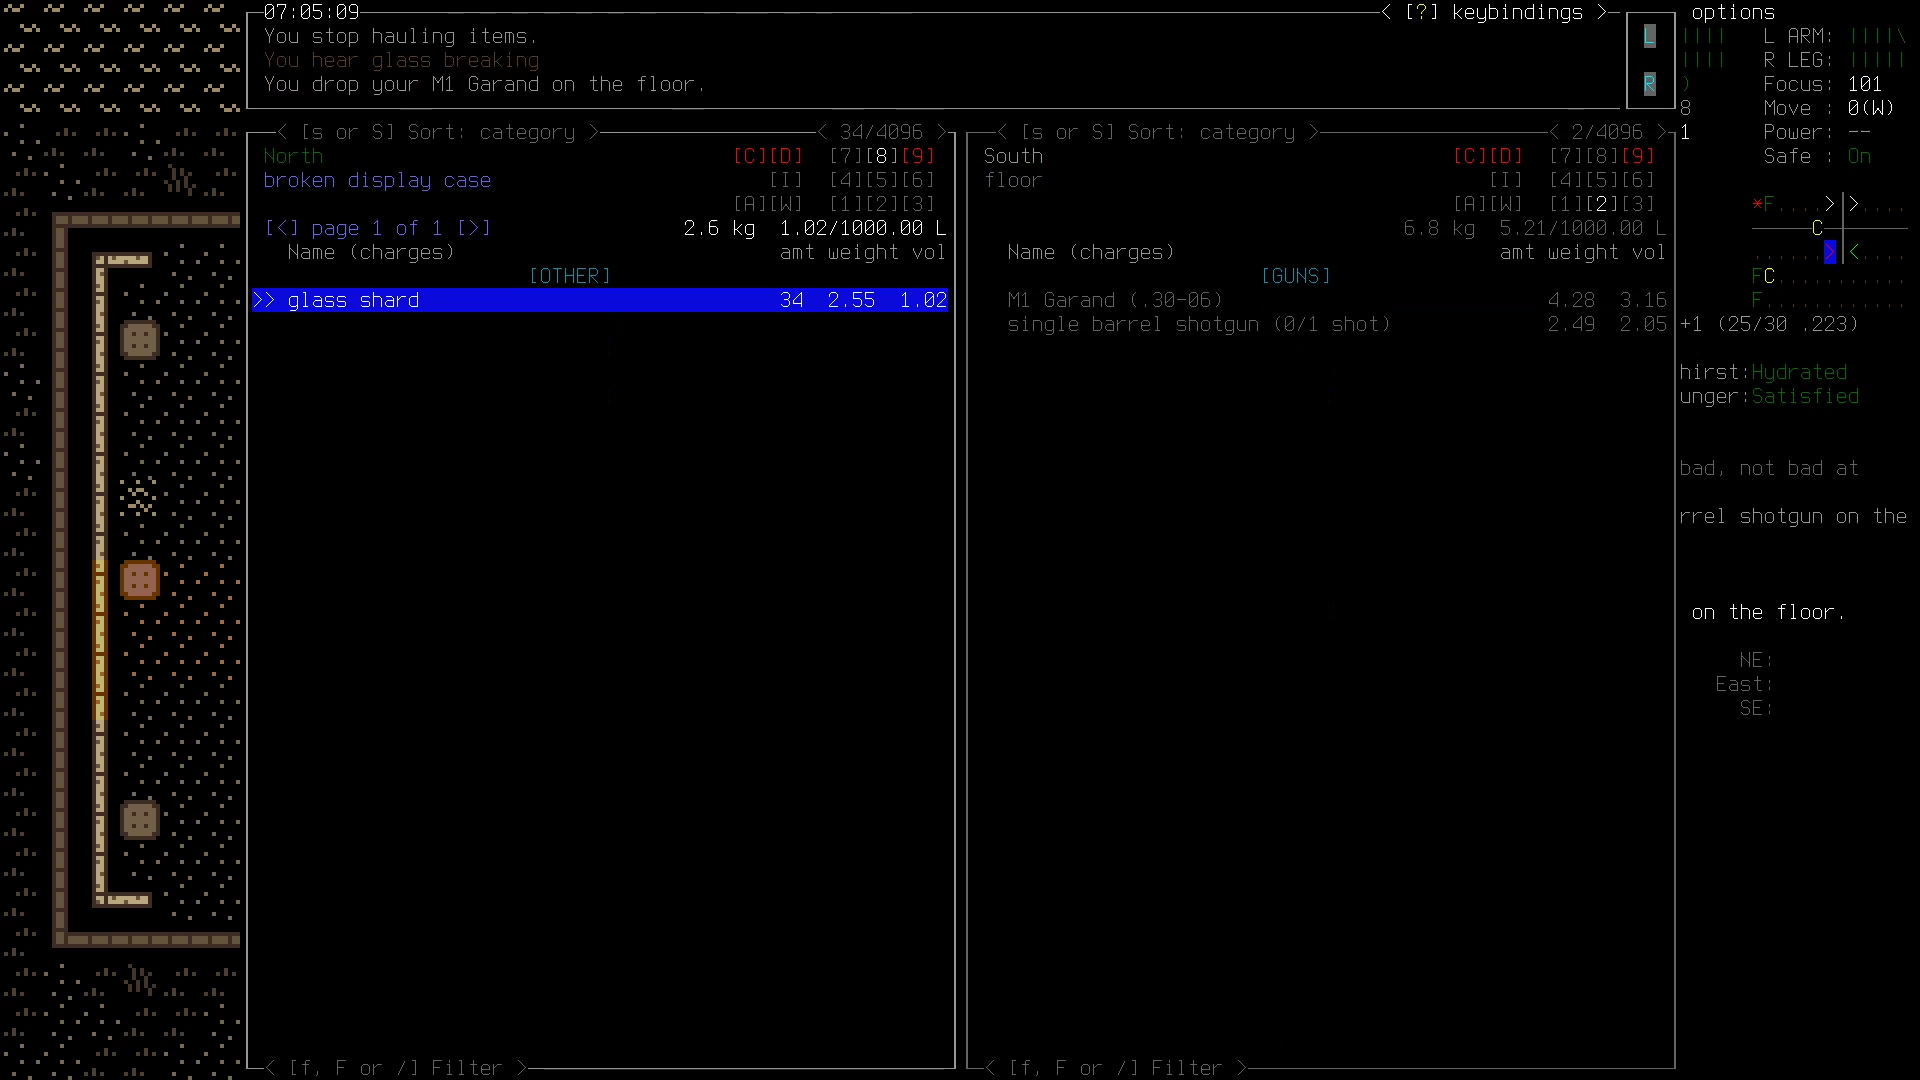 07:05:09 < [?] keybindings > options
You stop hauling items. L |||| L ARM: ||||\
You hear glass breaking |||| R LEG: |||||
You drop your M1 Garand on the floor. R ) Focus: 101
8 Move : 0(W)
< [s or S] Sort: category > < 34/4096 > < [s or S] Sort: category > < 2/4096 > 1 Power: --
North [C][D] [7][8][9] South [C][D] [7][8][9] Safe : On
broken display case [I] [4][5][6] floor [I] [4][5][6]
[A][W] [1][2][3] [A][W] [1][2][3] *F....> >....
[<] page 1 of 1 [>] 2.6 kg 1.02/1000.00 L 6.8 kg 5.21/1000.00 L C
Name (charges) amt weight vol Name (charges) amt weight vol ......> <....
[OTHER] [GUNS] FC...........
>> glass shard 34 2.55 1.02 M1 Garand (.30-06) 4.28 3.16 F............
single barrel shotgun (0/1 shot) 2.49 2.05 +1 (25/30 .223)
hirst:Hydrated
unger:Satisfied
bad, not bad at
rrel shotgun on the
on the floor.
NE:
East:
SE:
< [f, F or /] Filter > < [f, F or /] Filter >